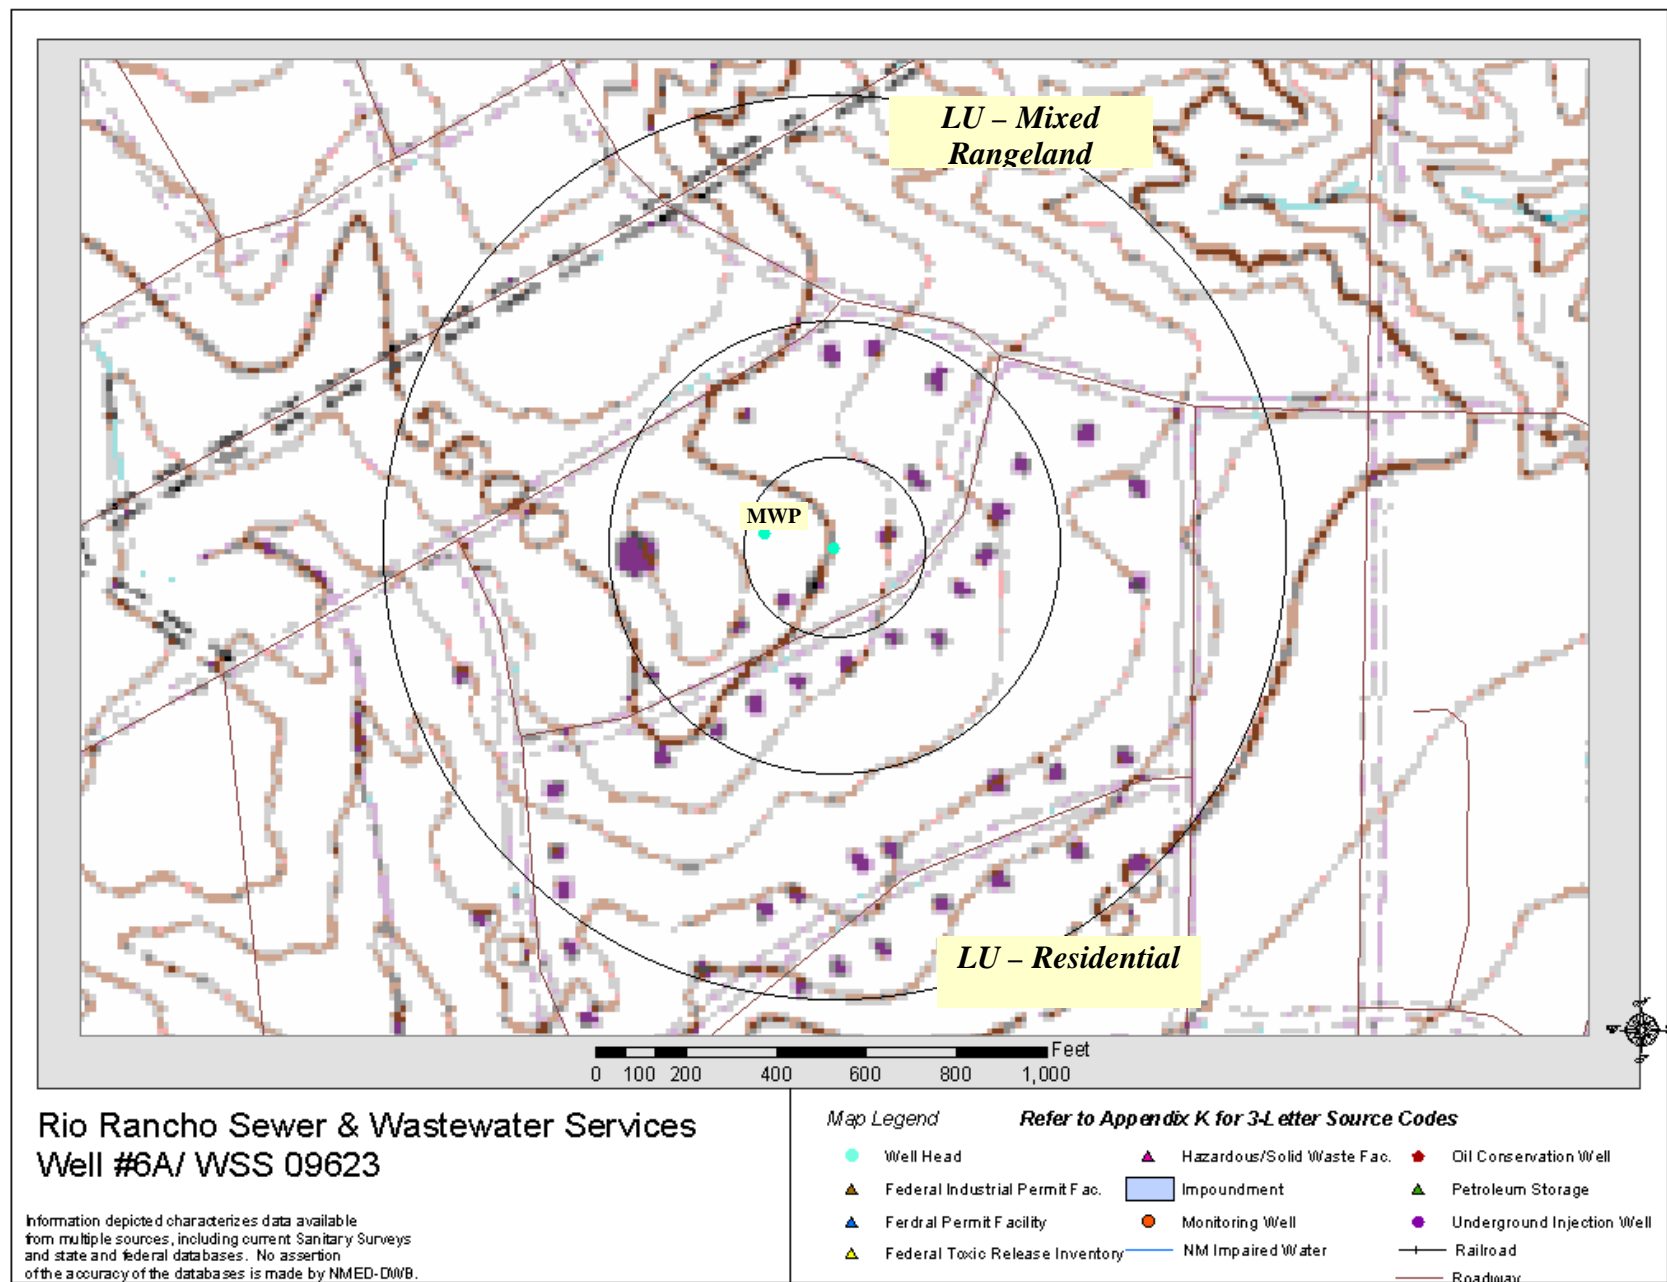 LU – Mixed
Rangeland
5600
MWP
LU – Residential
Feet
0 100 200 400 600 800 1,000
Rio Rancho Sewer & Wastewater Services
Well #6A/ WSS 09623
Information depicted characterizes data available
from multiple sources, including current Sanitary Surveys
and state and federal databases. No assertion
of the accuracy of the databases is made by NMED-DWB.
Map Legend
Refer to Appendix K for 3-Letter Source Codes
Well Head
Federal Industrial Permit Fac.
Ferdral Permit Facility
Federal Toxic Release Inventory
Hazardous/Solid Waste Fac.
Impoundment
Monitoring Well
NM Impaired Water
Oil Conservation Well
Petroleum Storage
Underground Injection Well
Railroad
Roadway